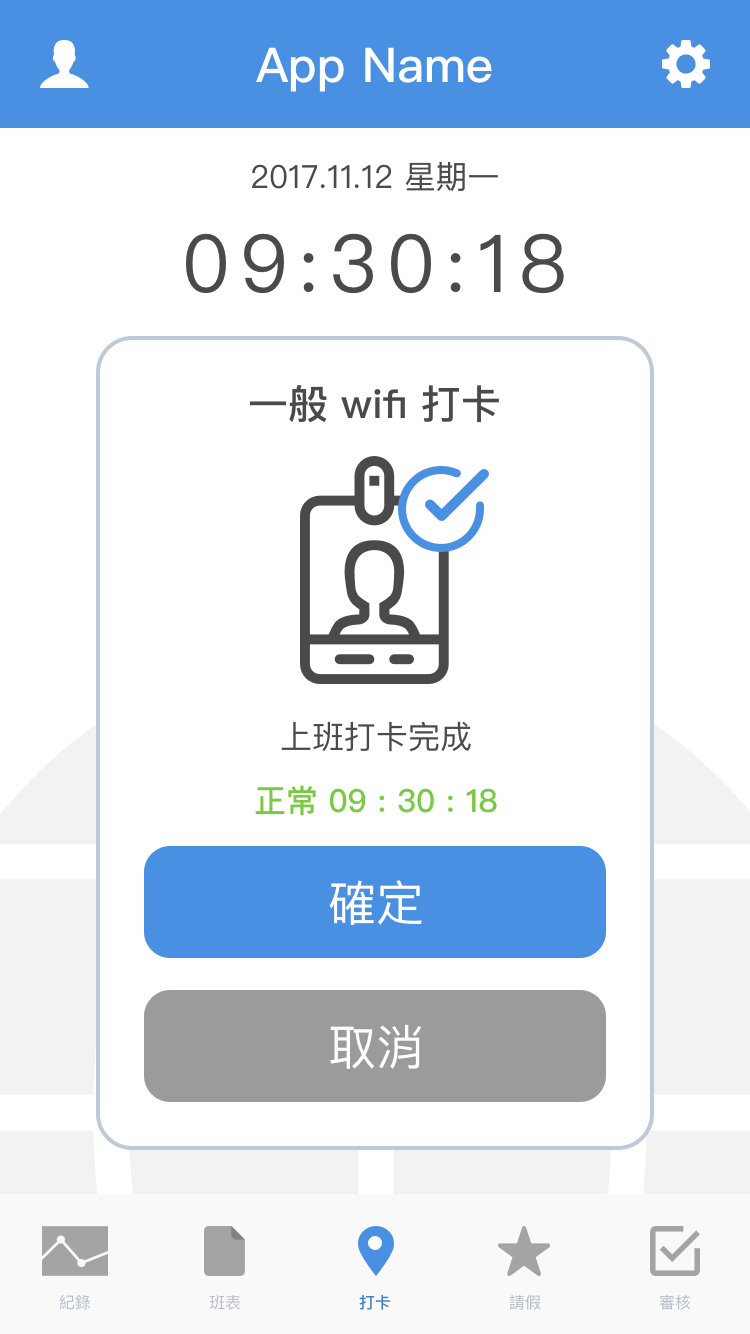 App Name
2017.11.12 星期一
09:30:18
一般 wifi 打卡
上班打卡完成
正常 09 : 30 : 18
確定
取消
紀錄
班表
打卡
請假
審核